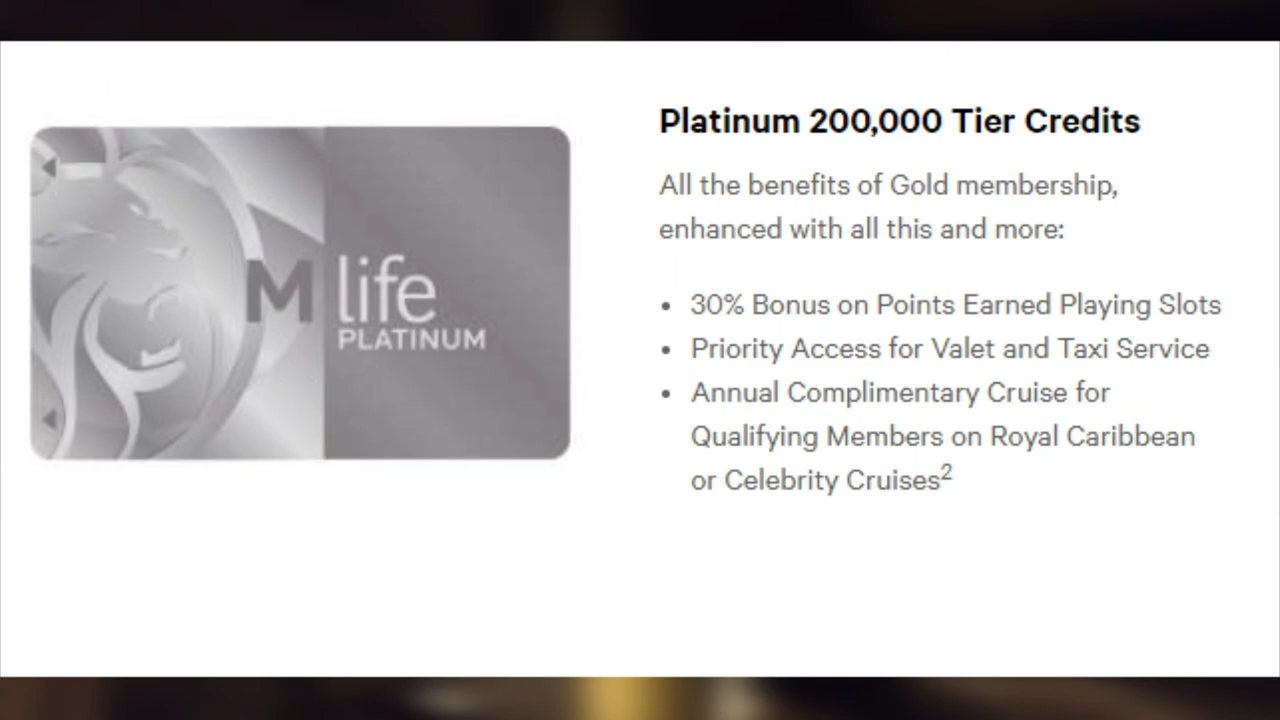 M life
PLATINUM
Platinum 200,000 Tier Credits
All the benefits of Gold membership,
enhanced with all this and more:
• 30% Bonus on Points Earned Playing Slots
• Priority Access for Valet and Taxi Service
• Annual Complimentary Cruise for
Qualifying Members on Royal Caribbean
or Celebrity Cruises²